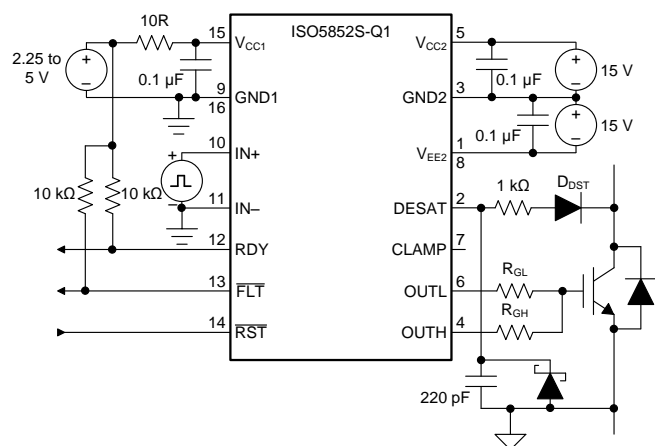 ISO5852S-Q1
10R
15
VCC1
VCC2
5
2.25 to
5 V
0.1 µF
0.1 µF
15 V
9
GND1
GND2
3
16
0.1 µF
15 V
10
IN+
VEE2
1
8
10 kΩ
10 kΩ
11
IN–
DESAT
2
1 kΩ
DDST
12
RDY
CLAMP
7
13
FLT
OUTL
6
RGL
14
RST
OUTH
4
RGH
220 pF